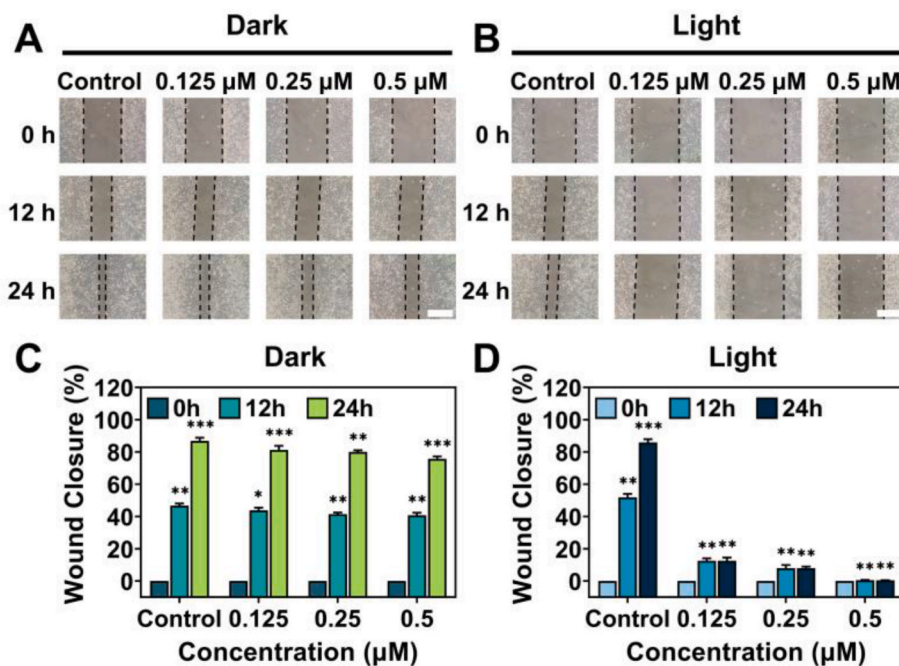 A
Dark
Control 0.125 µM 0.25 µM 0.5 µM
0 h
12 h
24 h
B
Light
Control 0.125 µM 0.25 µM 0.5 µM
0 h
12 h
24 h
C
Dark
Wound Closure (%)
120
100
80
60
40
20
0
0h 12h 24h
** *** * *** ** ** ** ***
Control 0.125 0.25 0.5
Concentration (µM)
D
Light
Wound Closure (%)
120
100
80
60
40
20
0
0h 12h 24h
** *** ** ** ** ** ** **
Control 0.125 0.25 0.5
Concentration (µM)